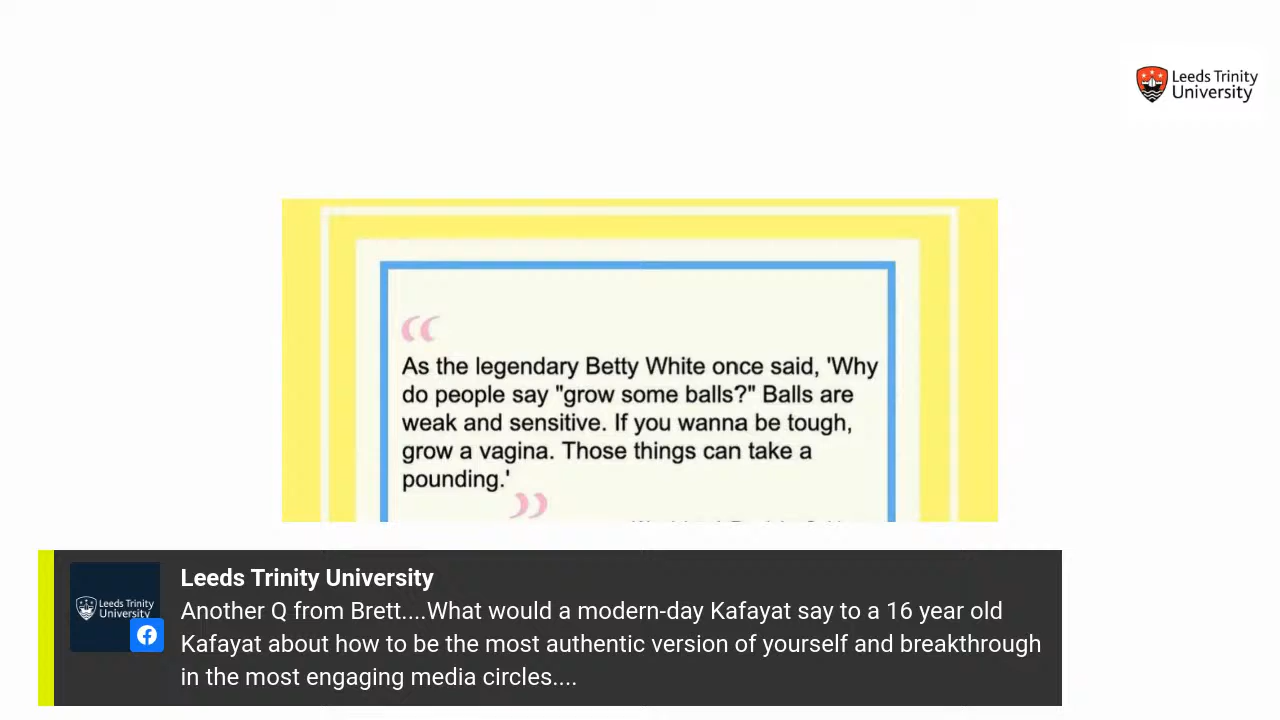 Leeds Trinity
University
“
As the legendary Betty White once said, 'Why
do people say "grow some balls?" Balls are
weak and sensitive. If you wanna be tough,
grow a vagina. Those things can take a
pounding.'
”
Leeds Trinity University
Leeds Trinity
University
Another Q from Brett....What would a modern-day Kafayat say to a 16 year old
Kafayat about how to be the most authentic version of yourself and breakthrough
in the most engaging media circles....